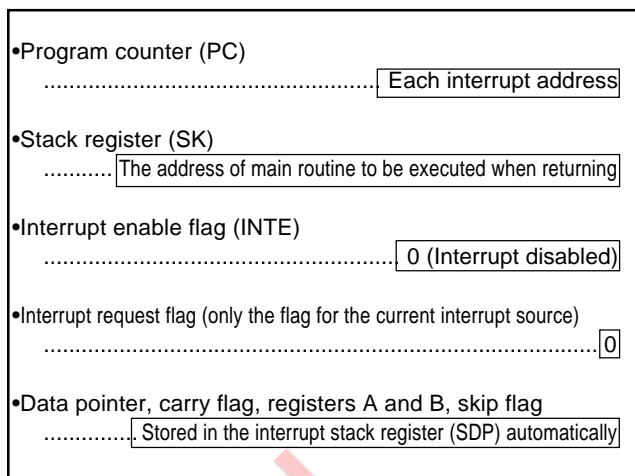 •Program counter (PC)
............................................................ Each interrupt address
•Stack register (SK)
........... The address of main routine to be executed when returning
•Interrupt enable flag (INTE)
........................................................ 0 (Interrupt disabled)
•Interrupt request flag (only the flag for the current interrupt source)
........................................................................................ 0
•Data pointer, carry flag, registers A and B, skip flag
.............. Stored in the interrupt stack register (SDP) automatically